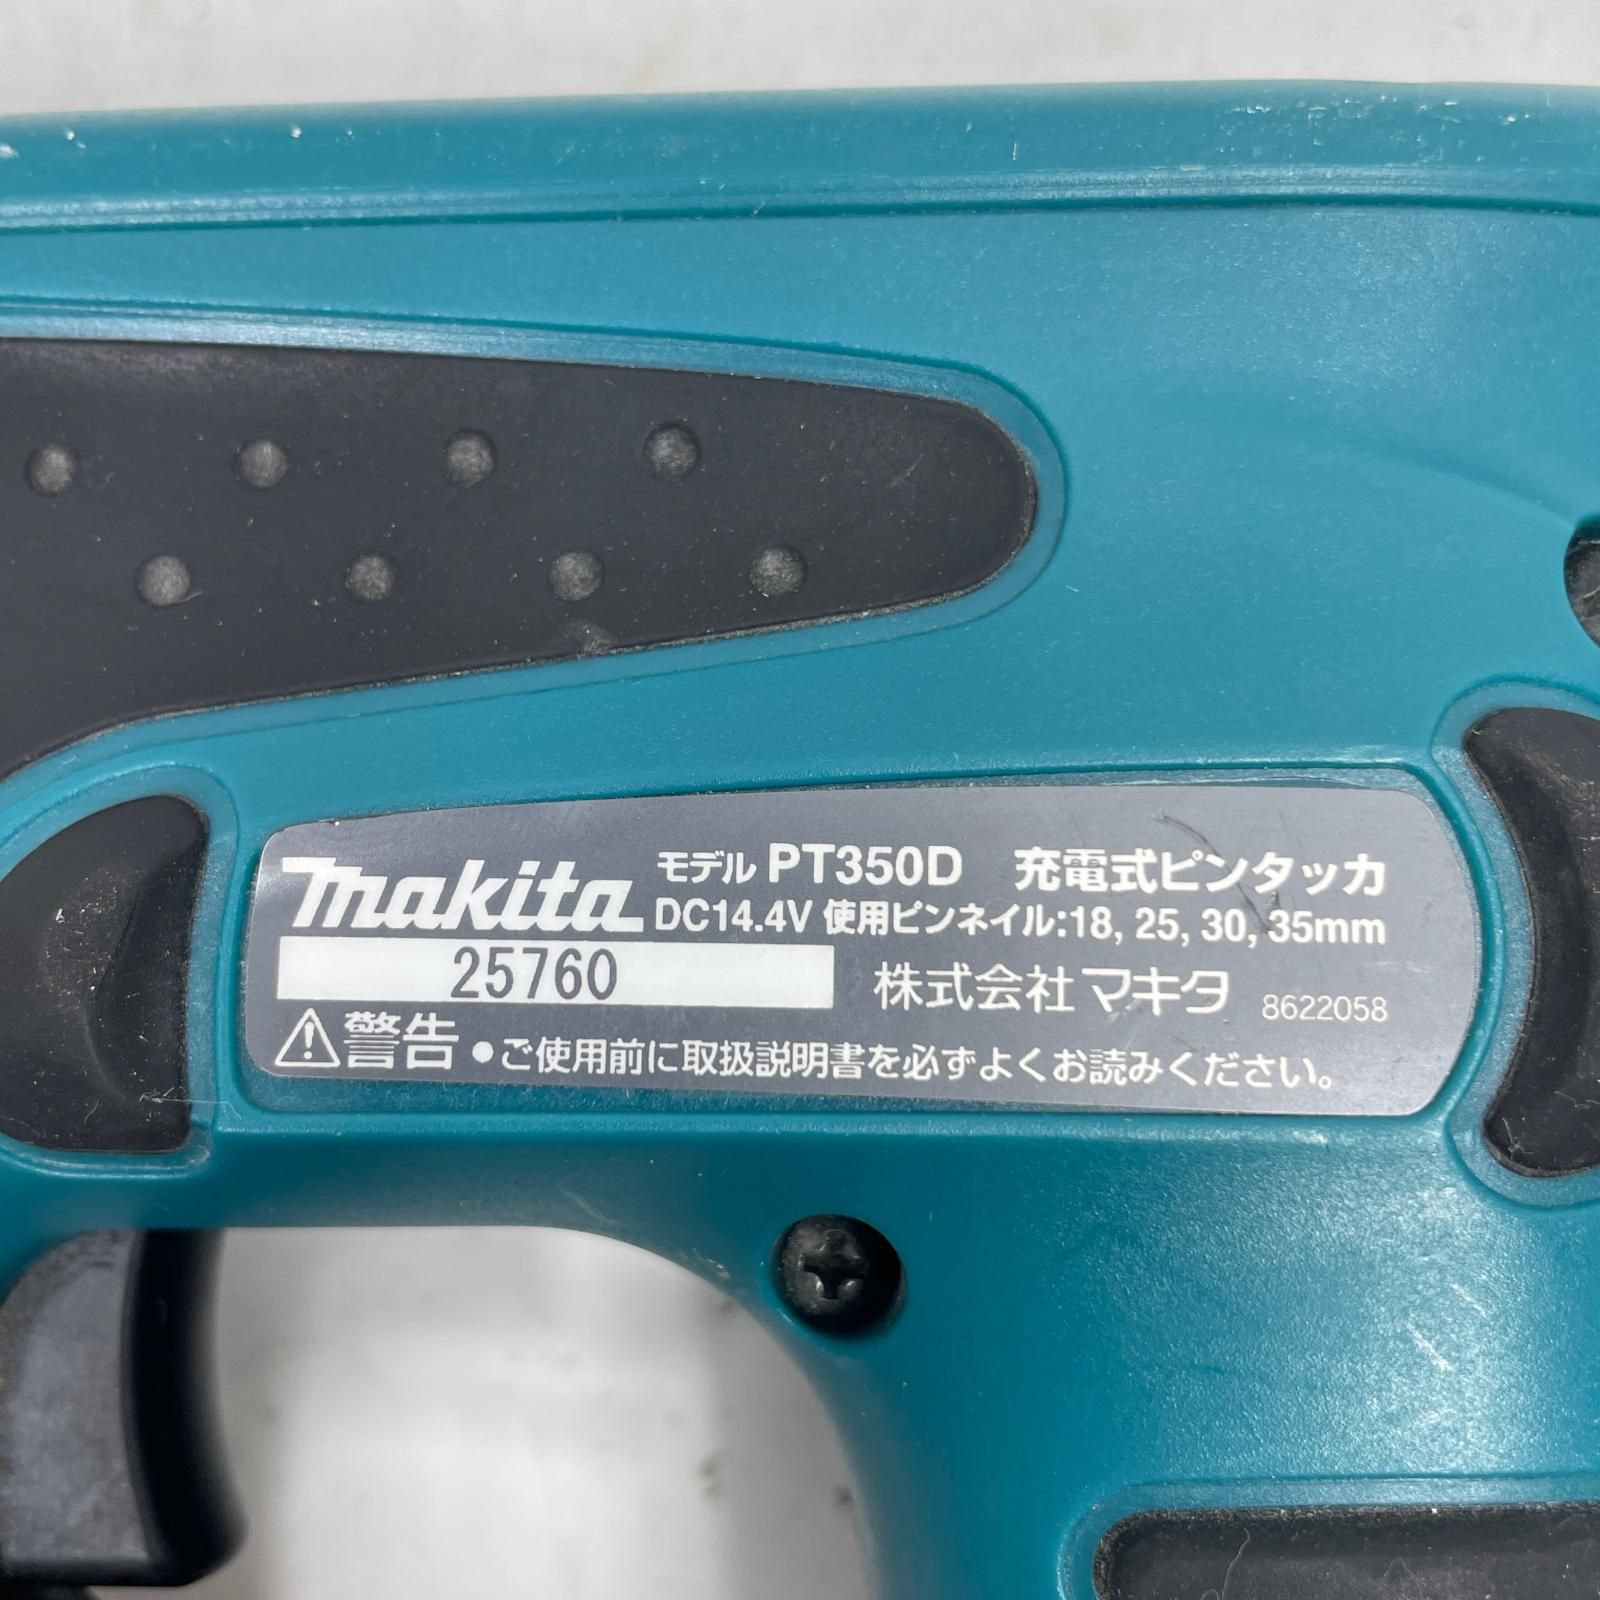 makita モデル PT350D 充電式ピンタッカ
DC14.4V 使用ピンネイル:18, 25, 30, 35mm
25760
株式会社マキタ 8622058
警告 ●ご使用前に取扱説明書を必ずよくお読みください。